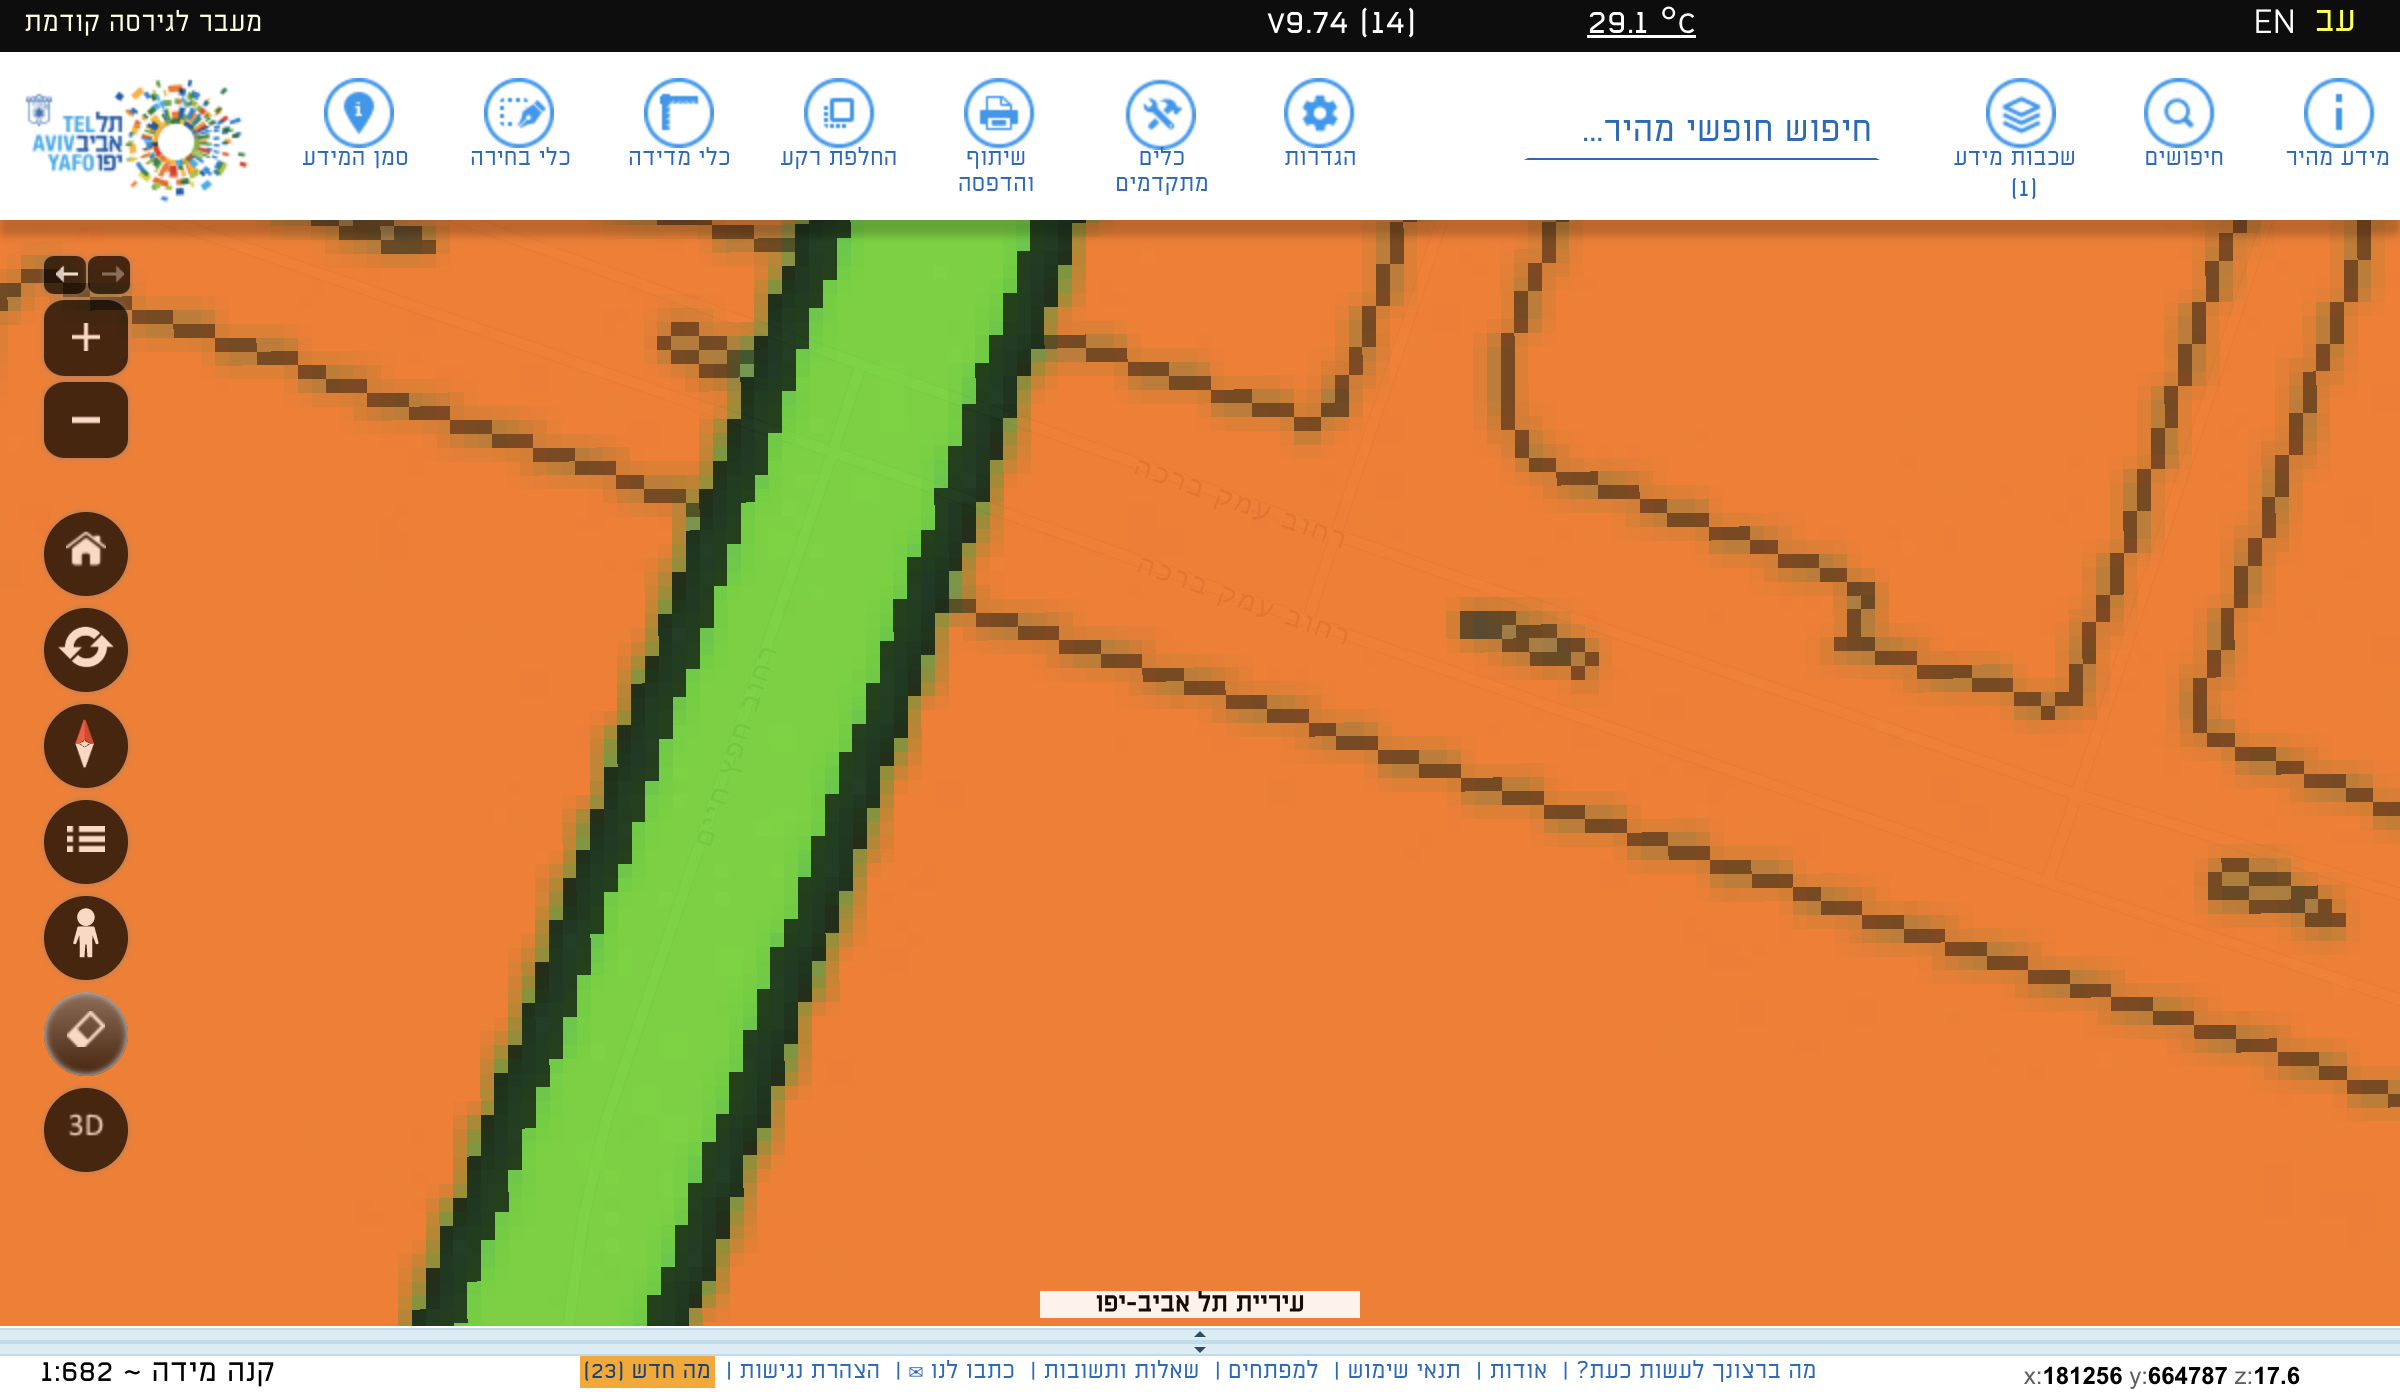 עב EN
29.1 °C
V9.74 (14)
מעבר לגירסה קודמת
מידע מהיר
חיפושים
שכבות מידע
(1)
חיפוש חופשי מהיר...
הגדרות
כלים
מתקדמים
שיתוף
והדפסה
החלפת רקע
כלי מדידה
כלי בחירה
סמן המידע
TEL תל
AVIV אביב
YAFO יפו
רחוב עמק ברכה
רחוב עמק ברכה
רחוב חפץ חיים
3D
עיריית תל אביב-יפו
x:181256 y:664787 z:17.6
מה ברצונך לעשות כעת? | אודות | תנאי שימוש | למפתחים | שאלות ותשובות | כתבו לנו ✉ | הצהרת נגישות | מה חדש (23)
קנה מידה ~ 1:682